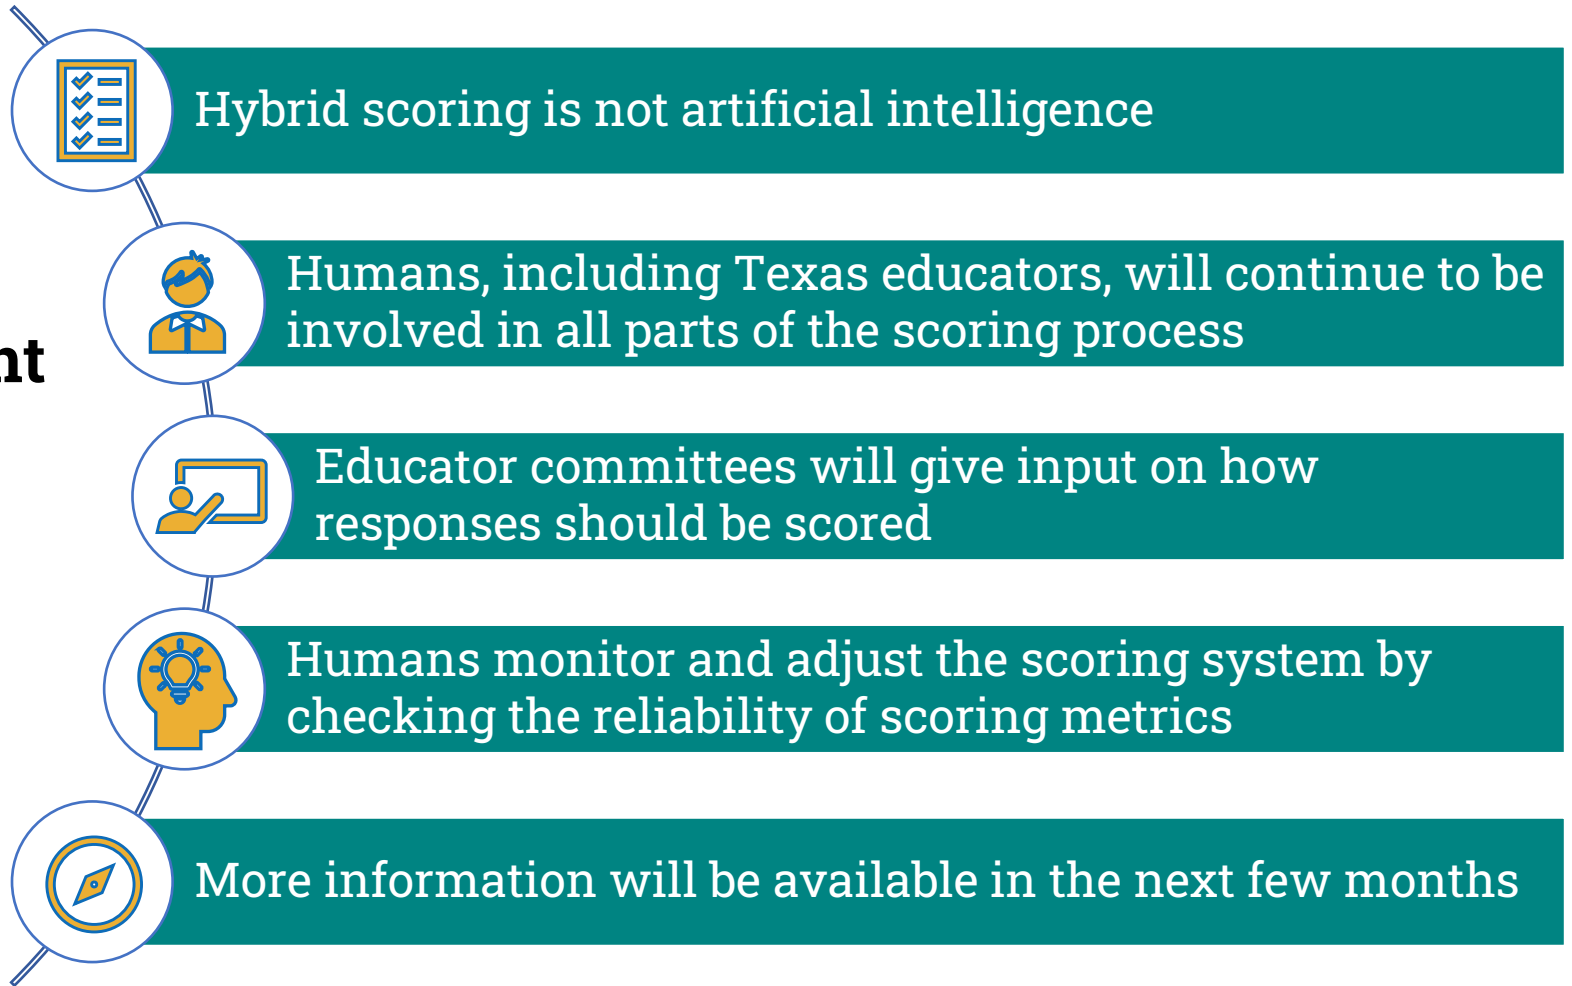 Hybrid scoring is not artificial intelligence
Humans, including Texas educators, will continue to be
involved in all parts of the scoring process
Educator committees will give input on how
responses should be scored
Humans monitor and adjust the scoring system by
checking the reliability of scoring metrics
More information will be available in the next few months